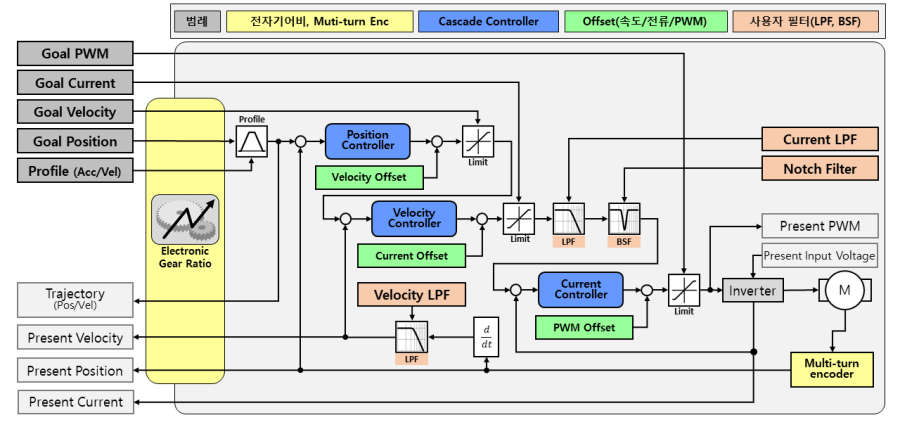 범례
전자기어비, Muti-turn Enc
Cascade Controller
Offset(속도/전류/PWM)
사용자 필터(LPF, BSF)
Goal PWM
Goal Current
Goal Velocity
Goal Position
Profile (Acc/Vel)
Profile
Position
Controller
Velocity Offset
Limit
Current LPF
Notch Filter
Electronic
Gear Ratio
Velocity
Controller
Current Offset
Limit
LPF
BSF
Present PWM
Present Input Voltage
Current
Controller
PWM Offset
Limit
Inverter
M
Trajectory
(Pos/Vel)
Velocity LPF
Present Velocity
LPF
d
dt
Present Position
Multi-turn
encoder
Present Current